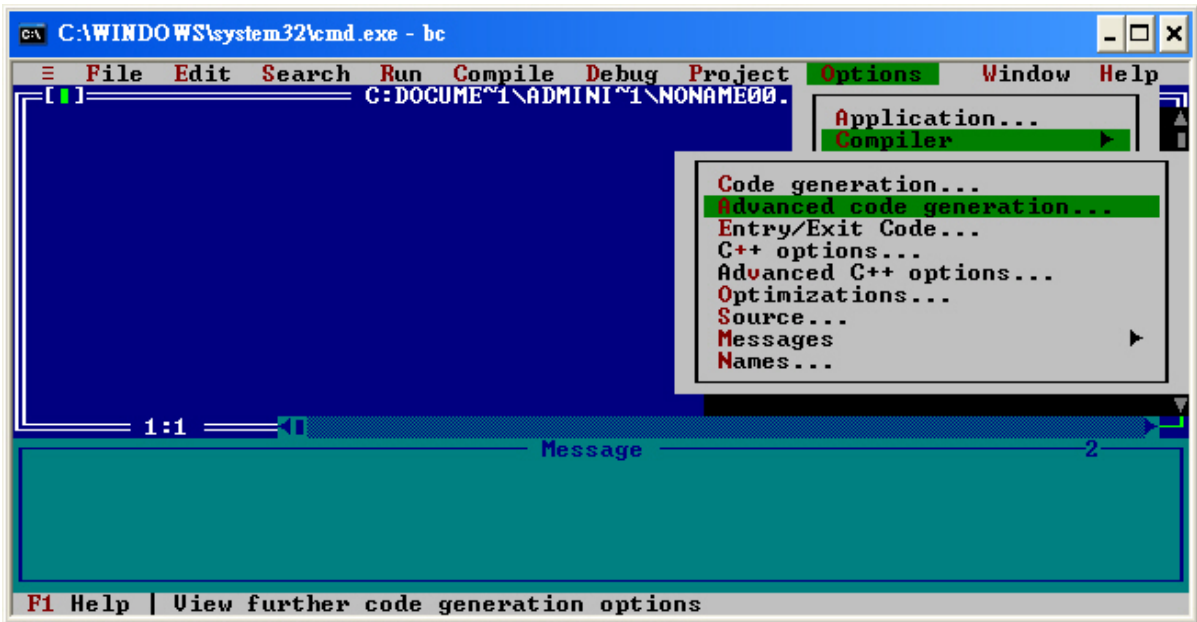 C:\WINDOWS\system32\cmd.exe - bc
≡ File Edit Search Run Compile Debug Project Options Window Help
[▮] C:DOCUME~1\ADMINI~1\NONAME00.
Application...
Compiler
Code generation...
Advanced code generation...
Entry/Exit Code...
C++ options...
Advanced C++ options...
Optimizations...
Source...
Messages
Names...
1:1
Message 2
F1 Help | View further code generation options